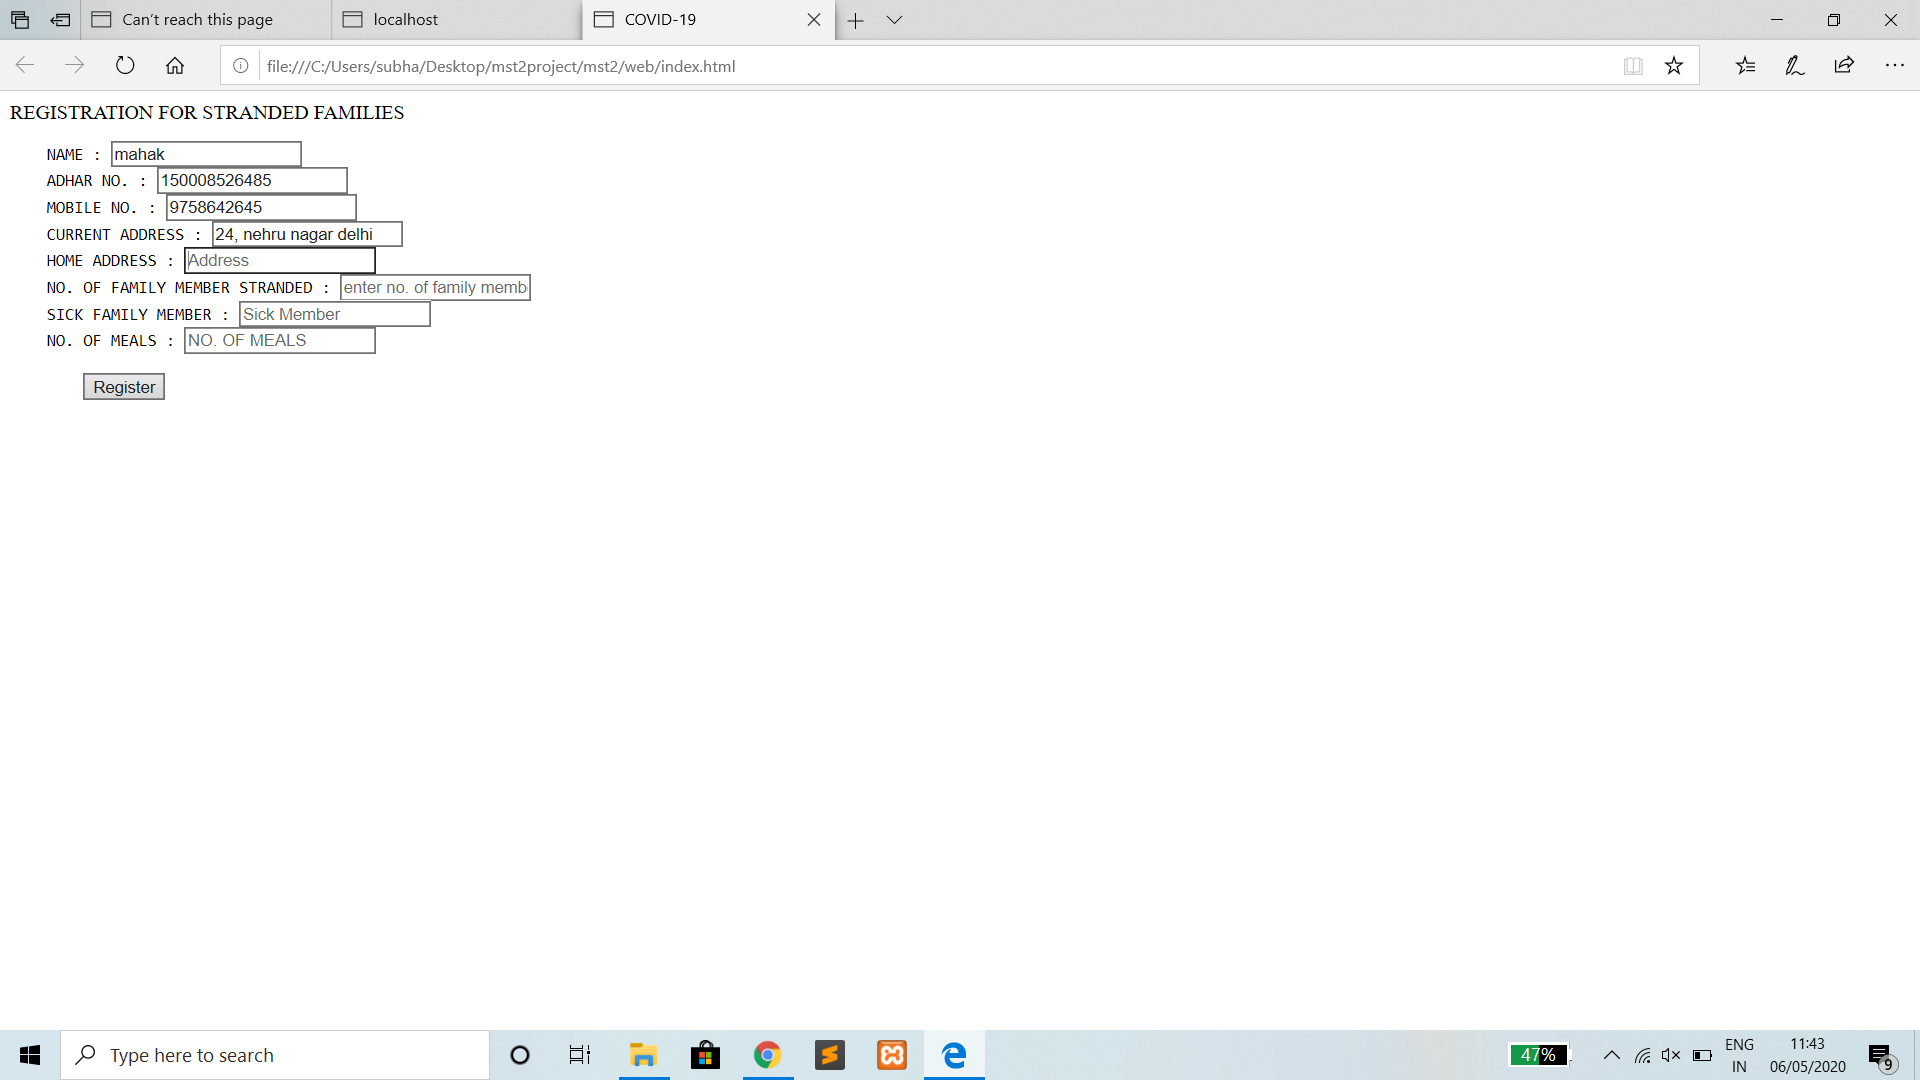 Can't reach this page
localhost
COVID-19
file:///C:/Users/subha/Desktop/mst2project/mst2/web/index.html
REGISTRATION FOR STRANDED FAMILIES
NAME : mahak
ADHAR NO. : 150008526485
MOBILE NO. : 9758642645
CURRENT ADDRESS : 24, nehru nagar delhi
HOME ADDRESS : Address
NO. OF FAMILY MEMBER STRANDED : enter no. of family memb
SICK FAMILY MEMBER : Sick Member
NO. OF MEALS : NO. OF MEALS
Register
Type here to search
47%
ENG
IN
11:43
06/05/2020
9